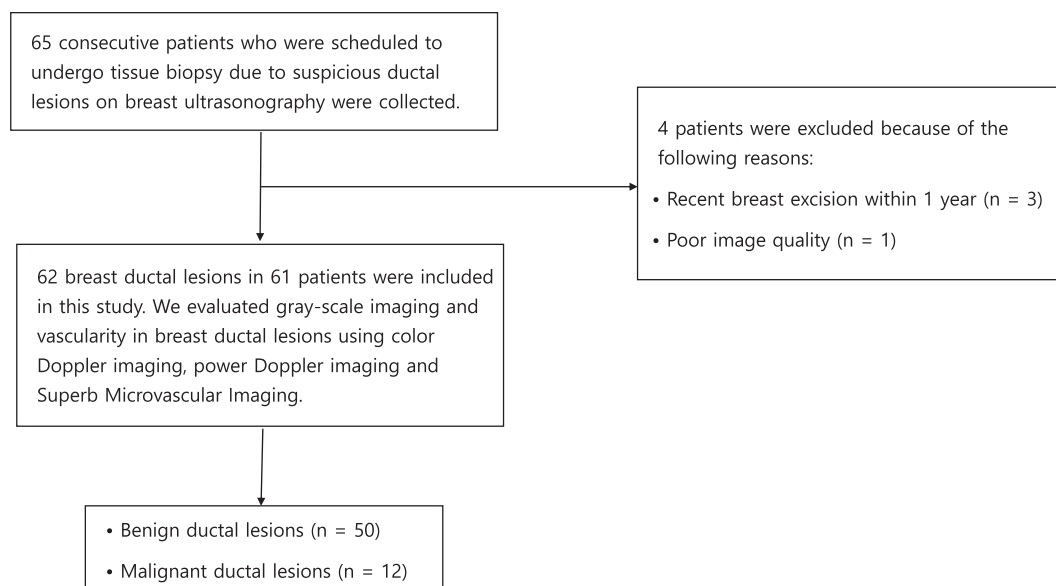 65 consecutive patients who were scheduled to
undergo tissue biopsy due to suspicious ductal
lesions on breast ultrasonography were collected.
4 patients were excluded because of the
following reasons:
• Recent breast excision within 1 year (n = 3)
• Poor image quality (n = 1)
62 breast ductal lesions in 61 patients were included
in this study. We evaluated gray-scale imaging and
vascularity in breast ductal lesions using color
Doppler imaging, power Doppler imaging and
Superb Microvascular Imaging.
• Benign ductal lesions (n = 50)
• Malignant ductal lesions (n = 12)